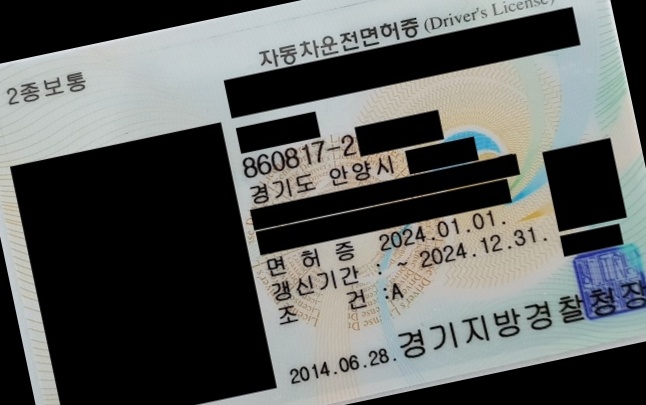 자동차운전면허증 (Driver's License)
2종보통
860817-2
경기도 안양시
면 허 증 2024.01.01.
갱신기간 : ~ 2024.12.31.
조 건 :A
2014.06.28. 경기지방경찰청장